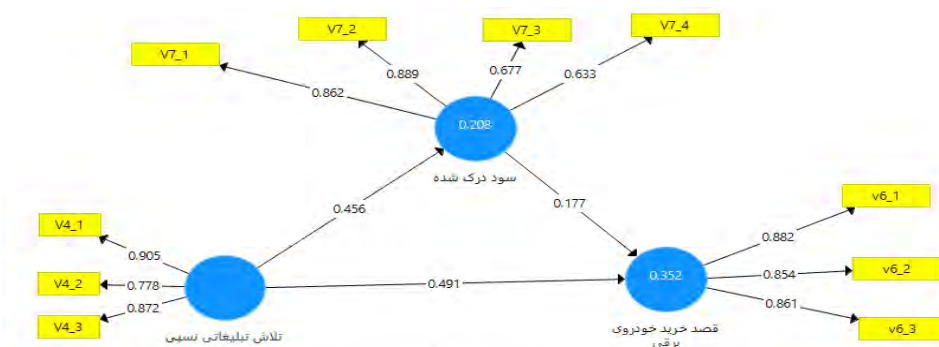 V7_1
V7_2
V7_3
V7_4
0.862
0.889
0.677
0.633
0.208
سود درک شده
0.456
0.177
V4_1
V4_2
V4_3
0.905
0.778
0.872
تلاش تبلیغاتی نسبی
0.491
0.352
قصد خرید خودروی
برقی
0.882
0.854
0.861
v6_1
v6_2
v6_3